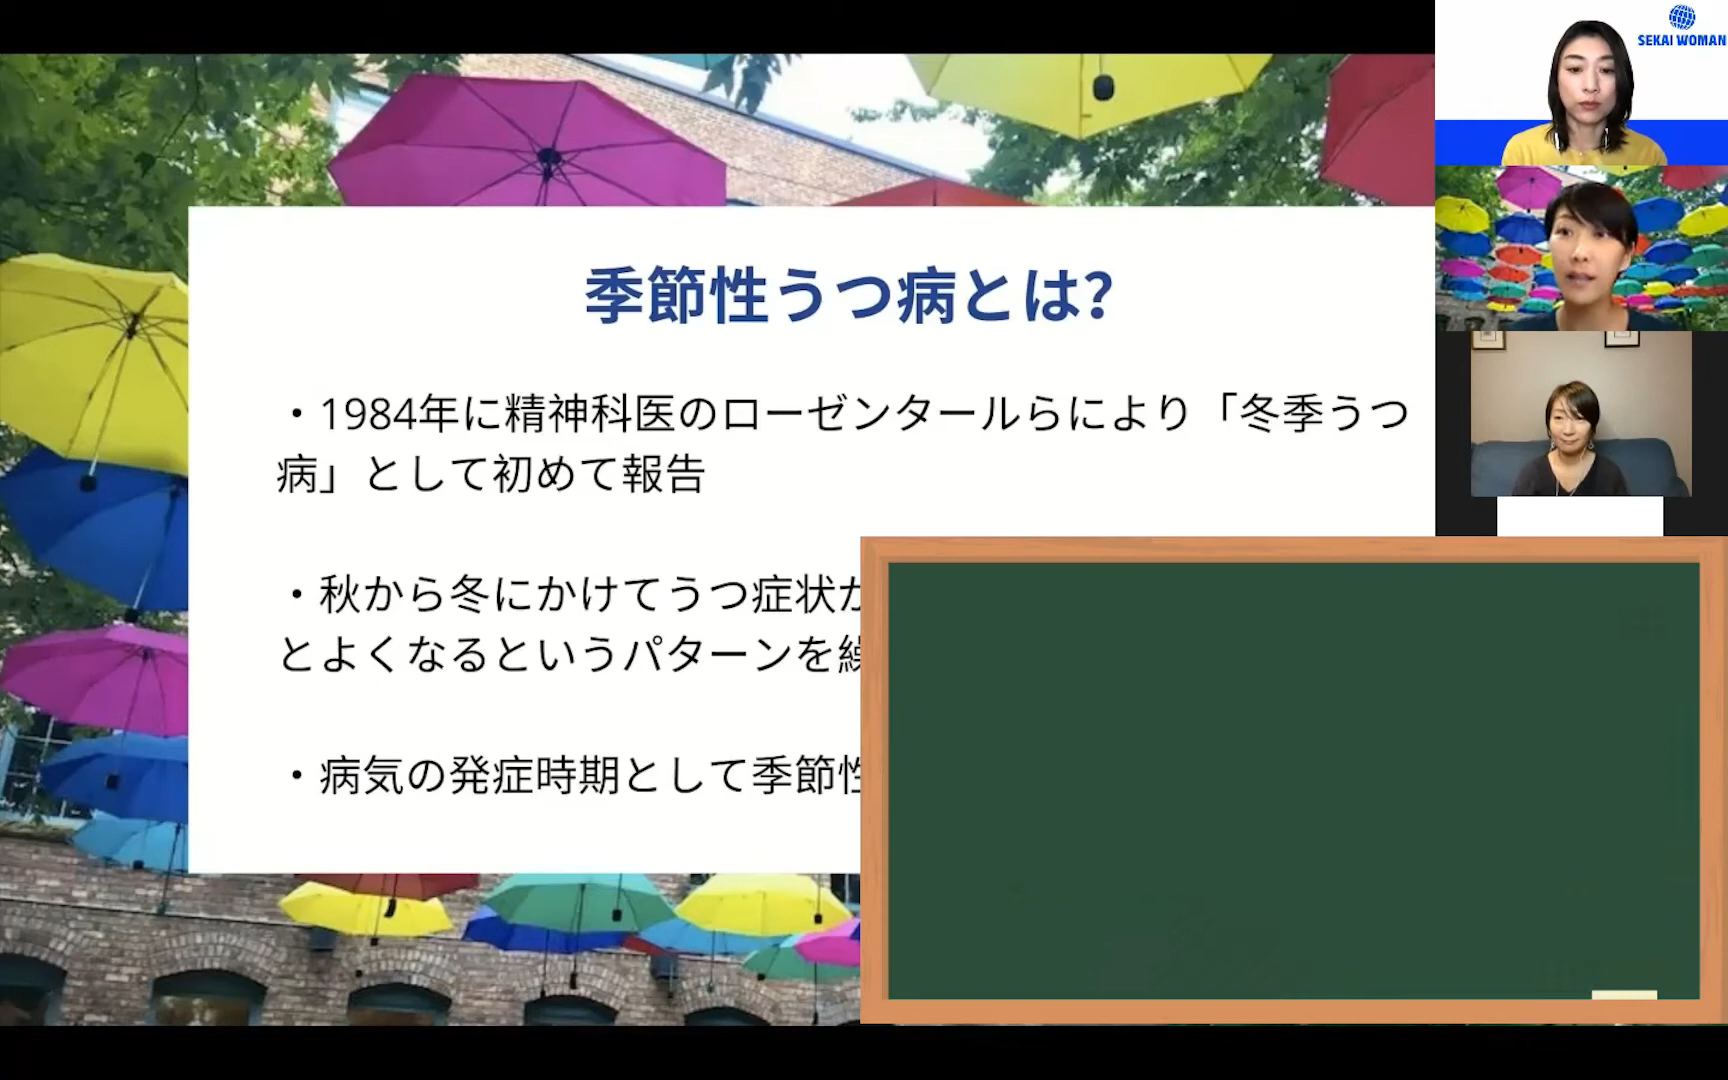 SEKAI WOMAN
季節性うつ病とは?
・1984年に精神科医のローゼンタールらにより「冬季うつ
病」として初めて報告
・秋から冬にかけてうつ症状
とよくなるというパターンを
・病気の発症時期として季節性